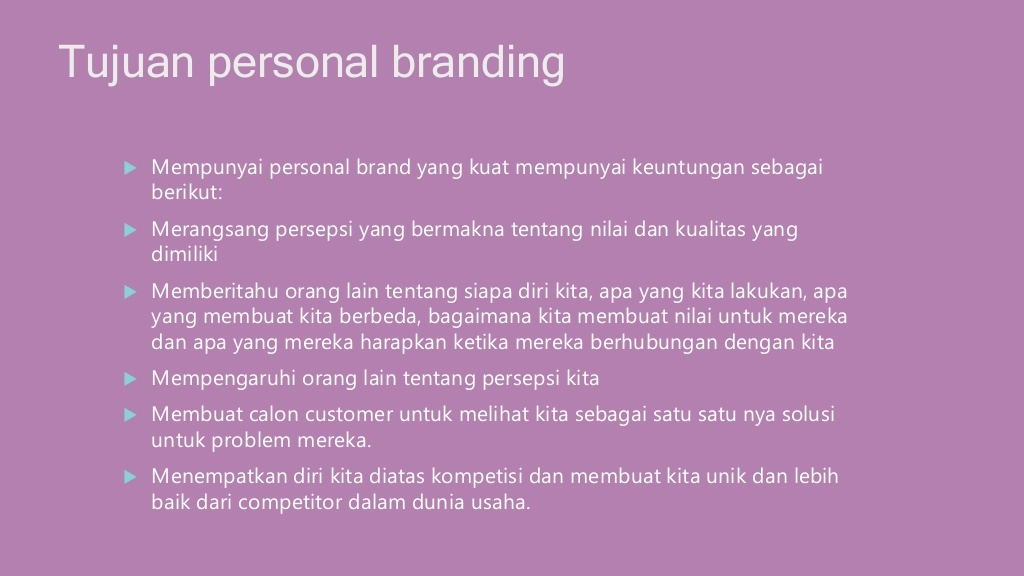 Tujuan personal branding
Mempunyai personal brand yang kuat mempunyai keuntungan sebagai
berikut:
Merangsang persepsi yang bermakna tentang nilai dan kualitas yang
dimiliki
Memberitahu orang lain tentang siapa diri kita, apa yang kita lakukan, apa
yang membuat kita berbeda, bagaimana kita membuat nilai untuk mereka
dan apa yang mereka harapkan ketika mereka berhubungan dengan kita
Mempengaruhi orang lain tentang persepsi kita
Membuat calon customer untuk melihat kita sebagai satu satu nya solusi
untuk problem mereka.
Menempatkan diri kita diatas kompetisi dan membuat kita unik dan lebih
baik dari competitor dalam dunia usaha.